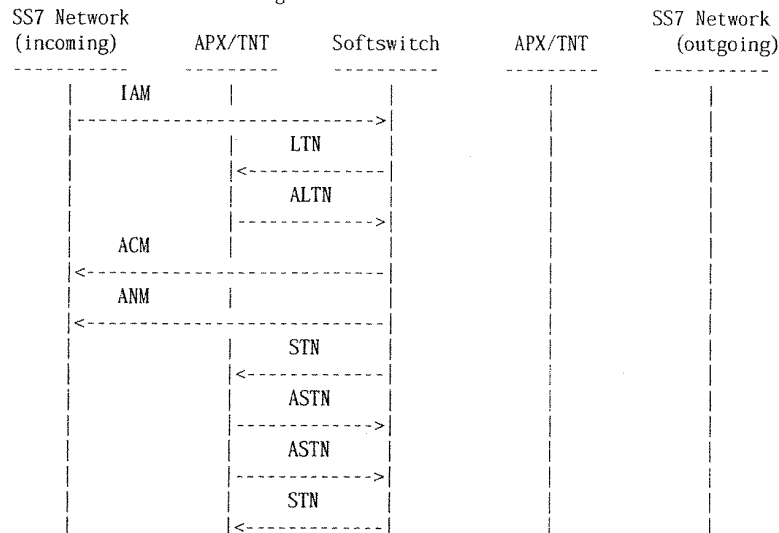 SS7 Network SS7 Network
(incoming) APX/TNT Softswitch APX/TNT (outgoing)
IAM
LTN
ALTN
ACM
ANM
STN
ASTN
ASTN
STN